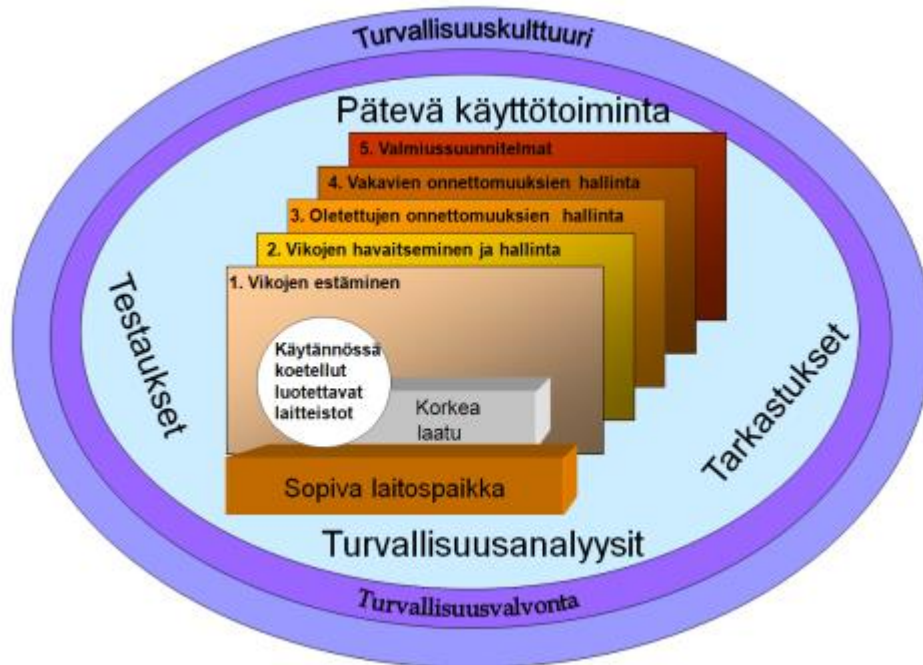 Turvallisuuskulttuuri
Pätevä käyttötoiminta
5. Valmiussuunnitelmat
4. Vakavien onnettomuuksien hallinta
3. Oletettujen onnettomuuksien hallinta
2. Vikojen havaitseminen ja hallinta
1. Vikojen estäminen
Testaukset
Käytännössä
koetellut
luotettavat
laitteistot
Korkea
laatu
Tarkastukset
Sopiva laitospaikka
Turvallisuusanalyysit
Turvallisuusvalvonta